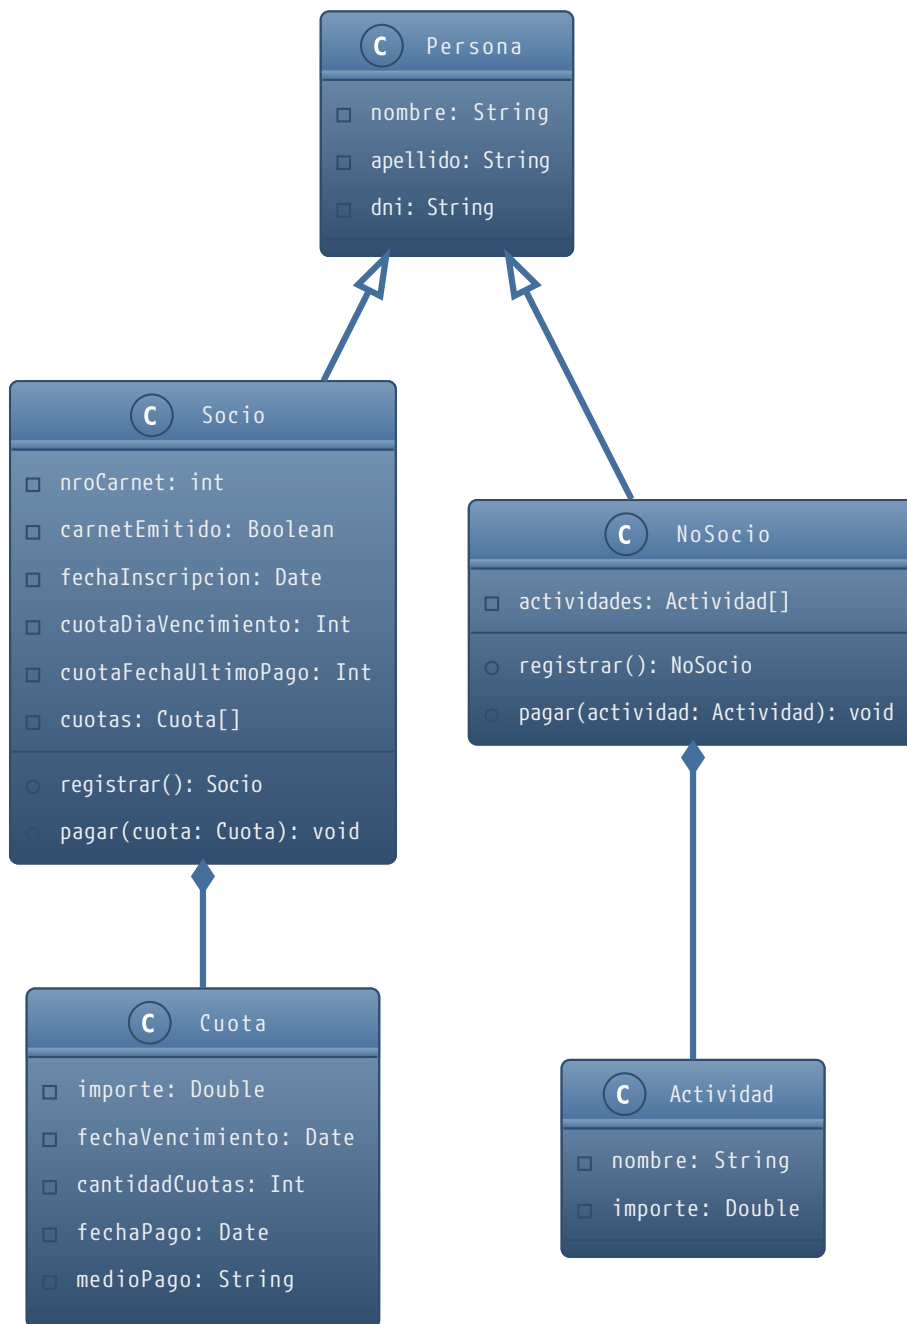 C Persona
nombre: String
apellido: String
dni: String
C Socio
nroCarnet: int
carnetEmitido: Boolean
fechaInscripcion: Date
cuotaDiaVencimiento: Int
cuotaFechaUltimoPago: Int
cuotas: Cuota[]
registrar(): Socio
pagar(cuota: Cuota): void
C NoSocio
actividades: Actividad[]
registrar(): NoSocio
pagar(actividad: Actividad): void
C Cuota
importe: Double
fechaVencimiento: Date
cantidadCuotas: Int
fechaPago: Date
medioPago: String
C Actividad
nombre: String
importe: Double